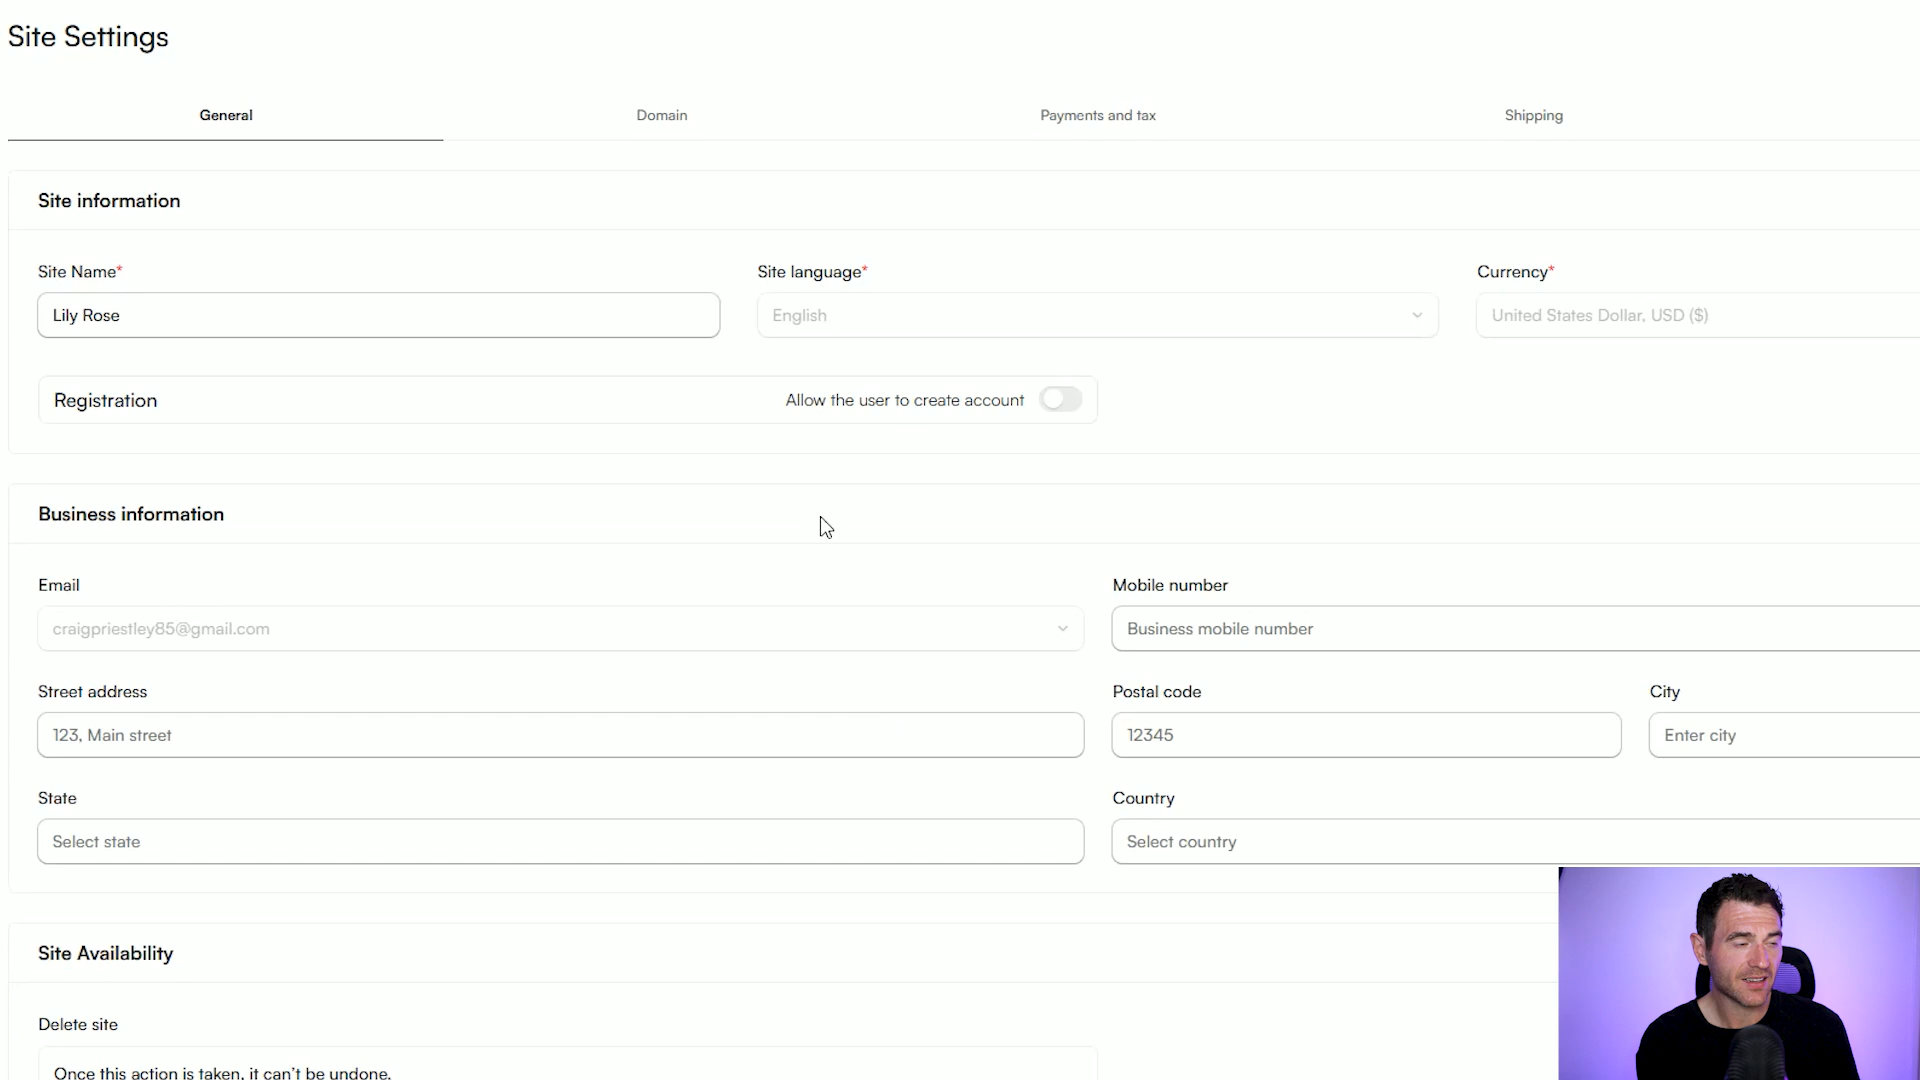 Site Settings
General Domain Payments and tax Shipping
Site information
Site Name* Site language* Currency*
Lily Rose English United States Dollar, USD ($)
Registration Allow the user to create account
Business information
Email Mobile number
craigpriestley85@gmail.com Business mobile number
Street address Postal code City
123, Main street 12345 Enter city
State Country
Select state Select country
Site Availability
Delete site
Once this action is taken, it can't be undone.